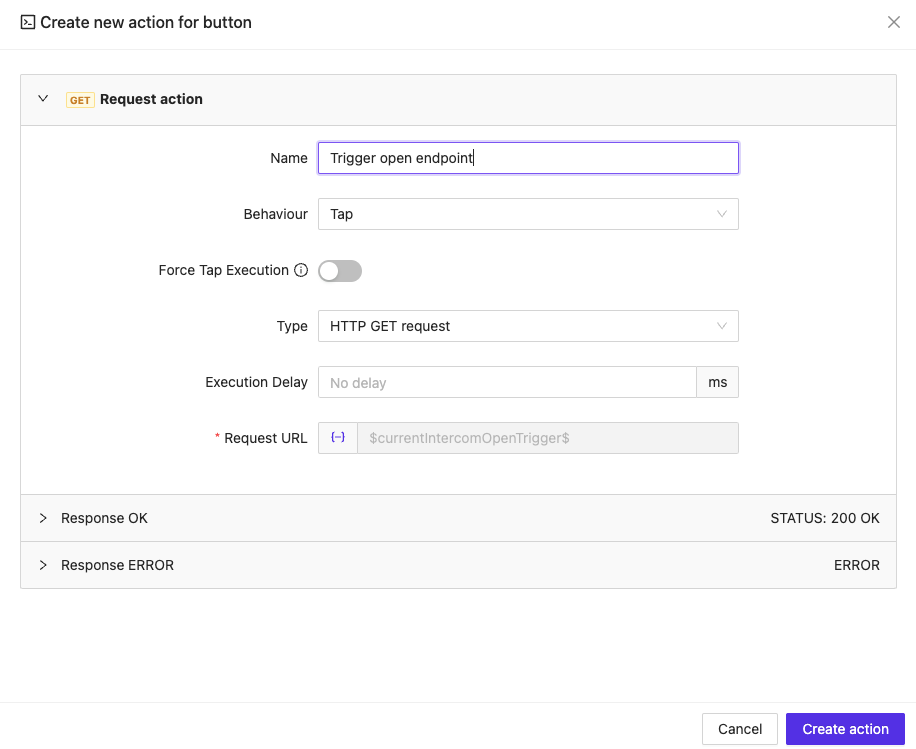 Create new action for button
GET Request action
Name Trigger open endpoint
Behaviour Tap
Force Tap Execution
Type HTTP GET request
Execution Delay No delay ms
* Request URL {–} $currentIntercomOpenTrigger$
Response OK STATUS: 200 OK
Response ERROR ERROR
Cancel Create action